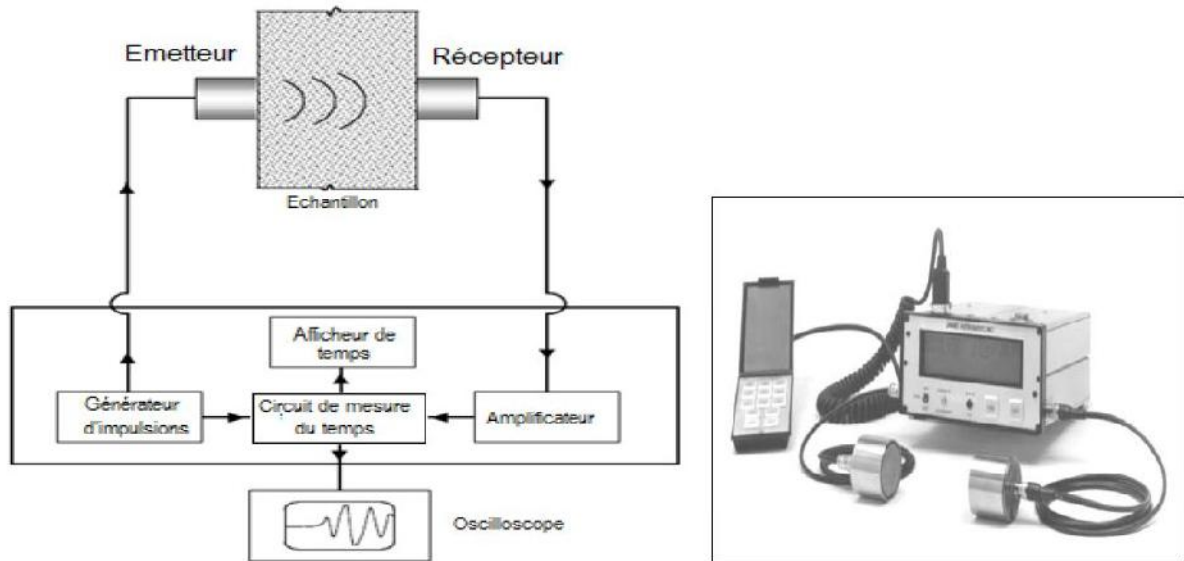 Emetteur
Récepteur
Echantillon
Afficheur de
temps
Générateur
d'impulsions
Circuit de mesure
du temps
Amplificateur
Oscilloscope